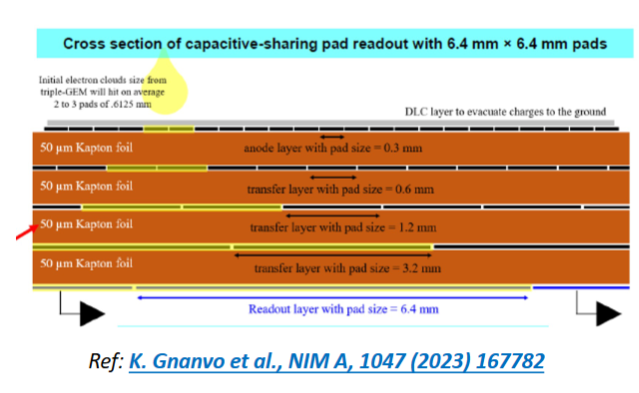 Cross section of capacitive-sharing pad readout with 6.4 mm × 6.4 mm pads
Initial electron clouds size from
triple-GEM will hit on average
2 to 3 pads of .6125 mm
DLC layer to evacuate charges to the ground
50 µm Kapton foil
anode layer with pad size = 0.3 mm
50 µm Kapton foil
transfer layer with pad size = 0.6 mm
50 µm Kapton foil
transfer layer with pad size = 1.2 mm
50 µm Kapton foil
transfer layer with pad size = 3.2 mm
Readout layer with pad size = 6.4 mm
Ref: K. Gnanvo et al., NIM A, 1047 (2023) 167782